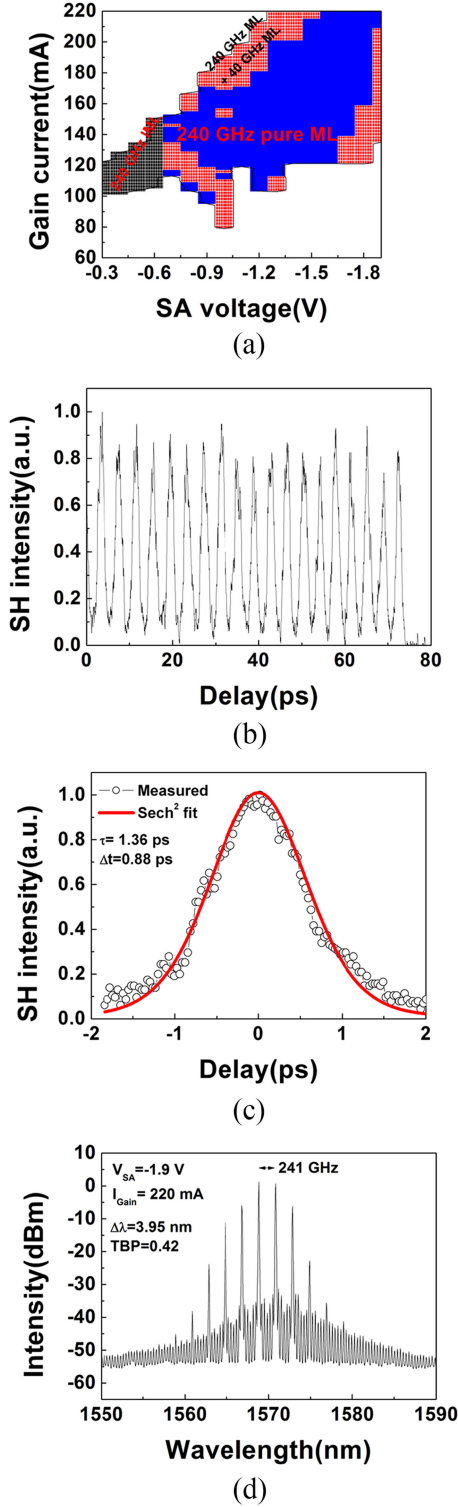 220
200
180
160
140
120
100
80
60
Gain current(mA)
240 GHz ML
+ 40 GHz ML
240 GHz pure ML
-0.3 -0.6 -0.9 -1.2 -1.5 -1.8
SA voltage(V)
(a)
1.0
0.8
0.6
0.4
0.2
0.0
SH intensity(a.u.)
0 20 40 60 80
Delay(ps)
(b)
1.0
0.8
0.6
0.4
0.2
0.0
SH intensity(a.u.)
Measured
Sech² fit
τ= 1.36 ps
Δt=0.88 ps
-2 -1 0 1 2
Delay(ps)
(c)
10
0
-10
-20
-30
-40
-50
-60
Intensity(dBm)
V_SA=-1.9 V
I_Gain= 220 mA
Δλ=3.95 nm
TBP=0.42
241 GHz
1550 1560 1570 1580 1590
Wavelength(nm)
(d)